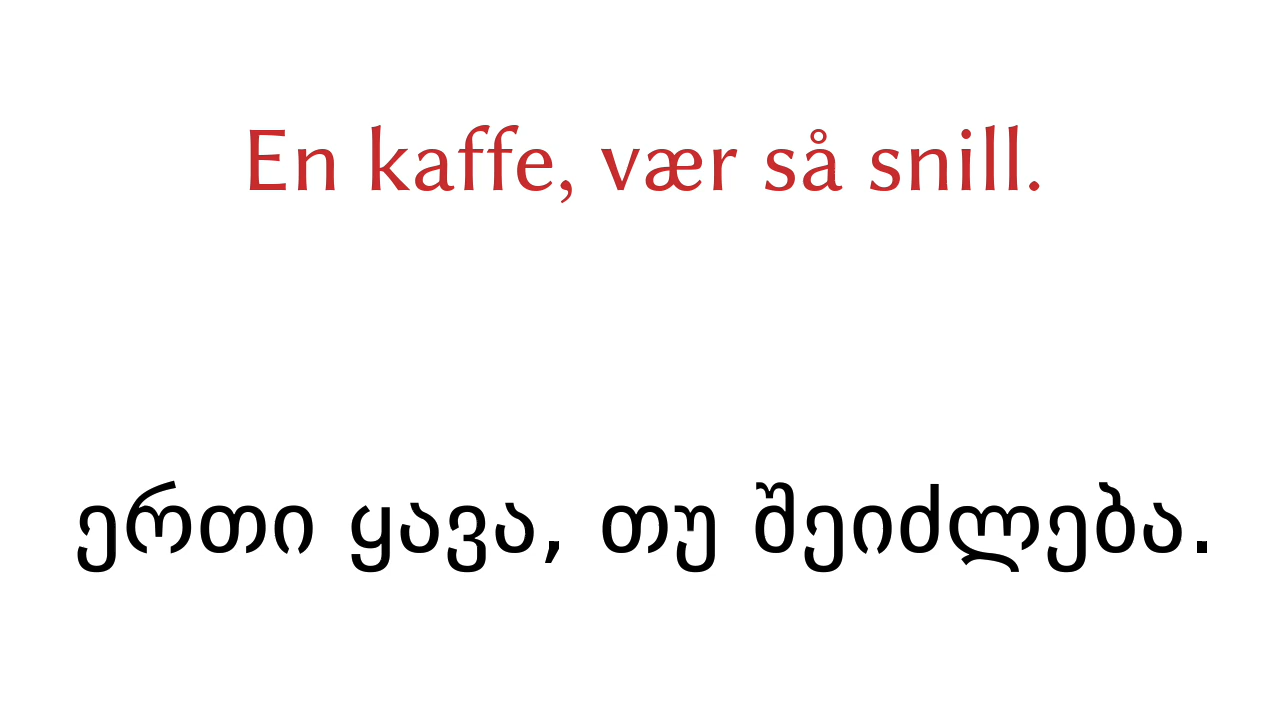 En kaffe, vær så snill.
ერთი ყავა, თუ შეიძლება.